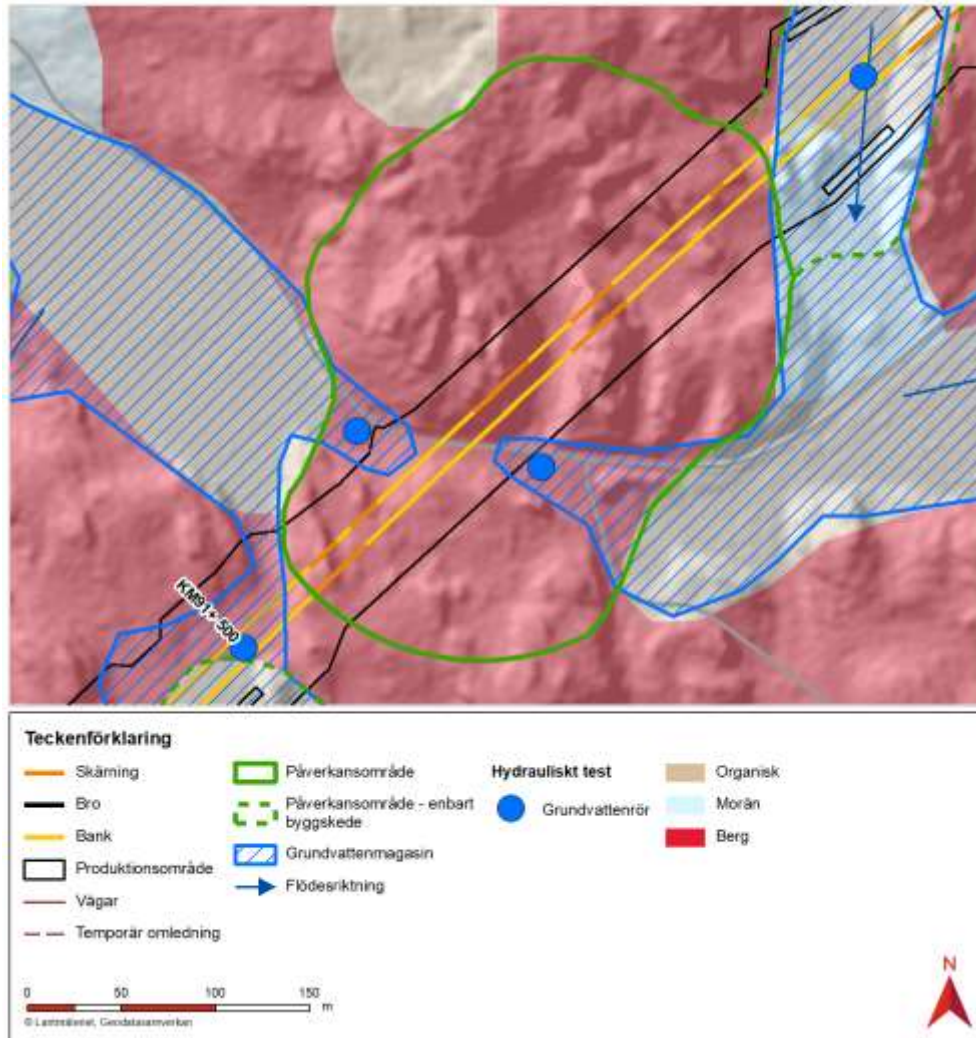 KM91+ 500
Teckenförklaring
Skärning
Bro
Bank
Produktionsområde
Vägar
Temporär omledning
Påverkansområde
Påverkansområde - enbart
byggskede
Grundvattenmagasin
Flödesriktning
Hydrauliskt test
Grundvattenrör
Organisk
Morän
Berg
0 50 100 150
m
© Lantmäteriet, Geodatasamverkan
N